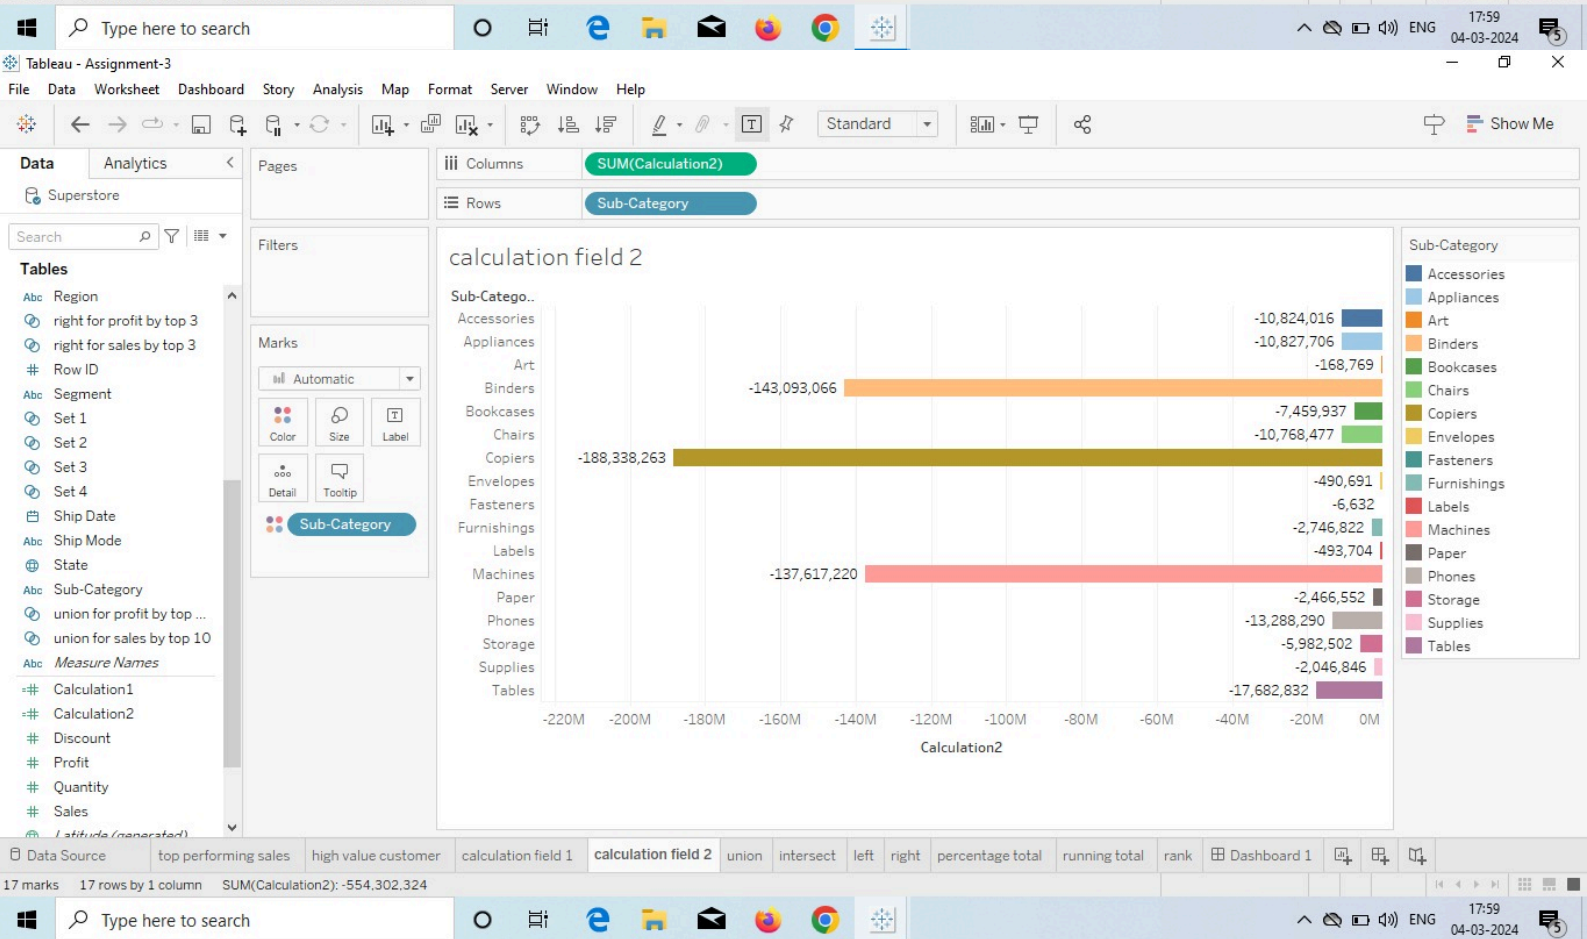 Type here to search
ENG
17:59
04-03-2024
5
Tableau - Assignment-3
File Data Worksheet Dashboard Story Analysis Map Format Server Window Help
T
Standard
Show Me
Data
Analytics
Superstore
Search
Tables
Abc Region
right for profit by top 3
right for sales by top 3
# Row ID
Abc Segment
Set 1
Set 2
Set 3
Set 4
Ship Date
Abc Ship Mode
State
Abc Sub-Category
union for profit by top ...
union for sales by top 10
Abc Measure Names
=# Calculation1
=# Calculation2
# Discount
# Profit
# Quantity
# Sales
Latitude (generated)
Pages
Filters
Marks
Automatic
Color
Size
T
Label
Detail
Tooltip
Sub-Category
iii Columns
SUM(Calculation2)
Rows
Sub-Category
calculation field 2
Sub-Catego..
Accessories -10,824,016
Appliances -10,827,706
Art -168,769
Binders -143,093,066
Bookcases -7,459,937
Chairs -10,768,477
Copiers -188,338,263
Envelopes -490,691
Fasteners -6,632
Furnishings -2,746,822
Labels -493,704
Machines -137,617,220
Paper -2,466,552
Phones -13,288,290
Storage -5,982,502
Supplies -2,046,846
Tables -17,682,832
-220M -200M -180M -160M -140M -120M -100M -80M -60M -40M -20M 0M
Calculation2
Sub-Category
Accessories
Appliances
Art
Binders
Bookcases
Chairs
Copiers
Envelopes
Fasteners
Furnishings
Labels
Machines
Paper
Phones
Storage
Supplies
Tables
Data Source top performing sales high value customer calculation field 1 calculation field 2 union intersect left right percentage total running total rank Dashboard 1
17 marks 17 rows by 1 column SUM(Calculation2): -554,302,324
Type here to search
ENG
17:59
04-03-2024
5